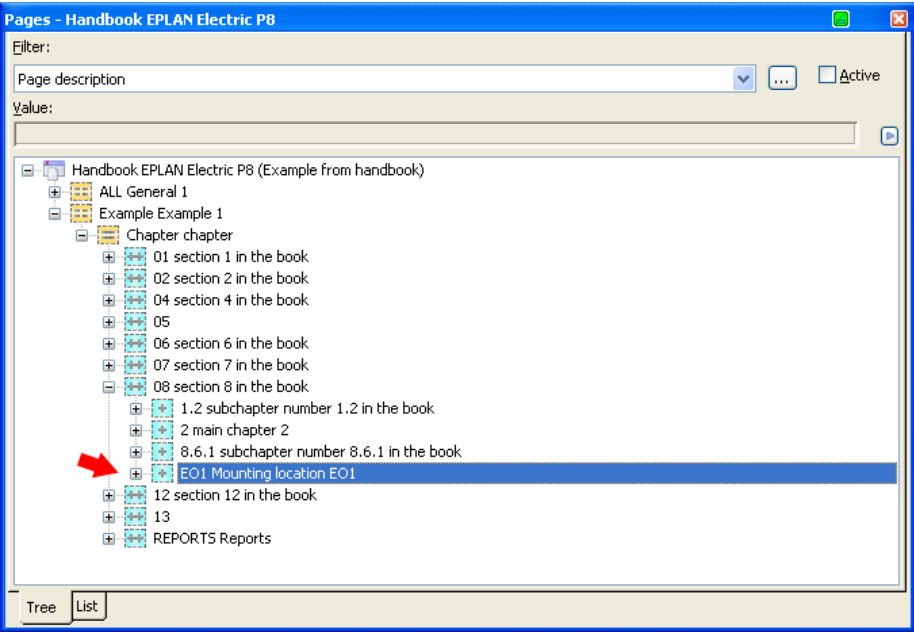 Pages - Handbook EPLAN Electric P8
Filter:
Page description
...
Active
Value:
Handbook EPLAN Electric P8 (Example from handbook)
ALL General 1
Example Example 1
Chapter chapter
01 section 1 in the book
02 section 2 in the book
04 section 4 in the book
05
06 section 6 in the book
07 section 7 in the book
08 section 8 in the book
1.2 subchapter number 1.2 in the book
2 main chapter 2
8.6.1 subchapter number 8.6.1 in the book
EO1 Mounting location EO1
12 section 12 in the book
13
REPORTS Reports
Tree List